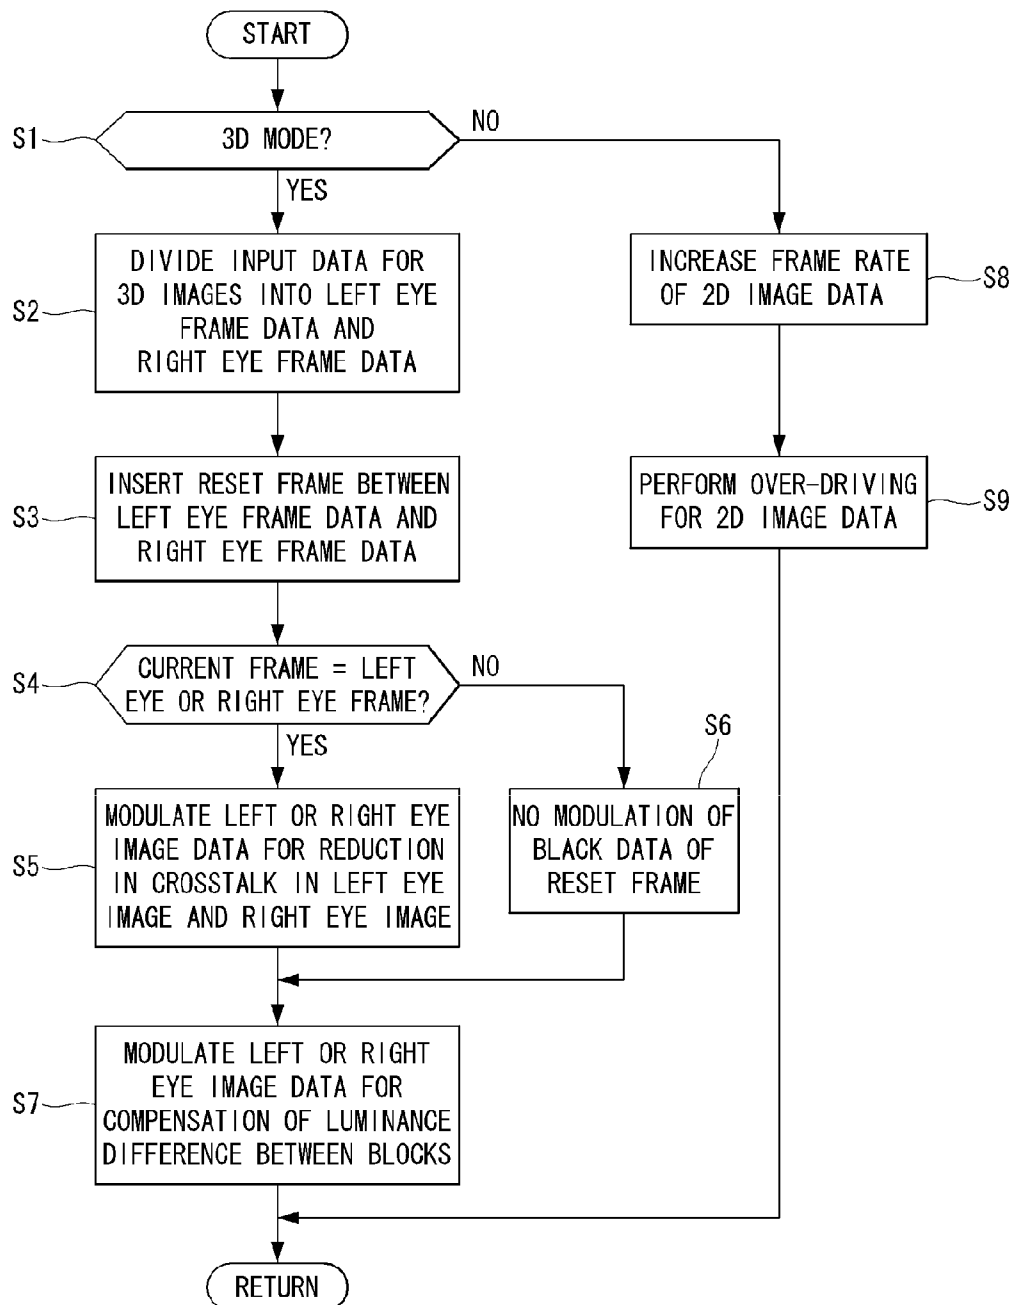 START
S1
3D MODE?
NO
YES
S2
DIVIDE INPUT DATA FOR
3D IMAGES INTO LEFT EYE
FRAME DATA AND
RIGHT EYE FRAME DATA
INCREASE FRAME RATE
OF 2D IMAGE DATA
S8
S3
INSERT RESET FRAME BETWEEN
LEFT EYE FRAME DATA AND
RIGHT EYE FRAME DATA
PERFORM OVER-DRIVING
FOR 2D IMAGE DATA
S9
S4
CURRENT FRAME = LEFT
EYE OR RIGHT EYE FRAME?
NO
YES
S6
S5
MODULATE LEFT OR RIGHT EYE
IMAGE DATA FOR REDUCTION
IN CROSSTALK IN LEFT EYE
IMAGE AND RIGHT EYE IMAGE
NO MODULATION OF
BLACK DATA OF
RESET FRAME
S7
MODULATE LEFT OR RIGHT
EYE IMAGE DATA FOR
COMPENSATION OF LUMINANCE
DIFFERENCE BETWEEN BLOCKS
RETURN